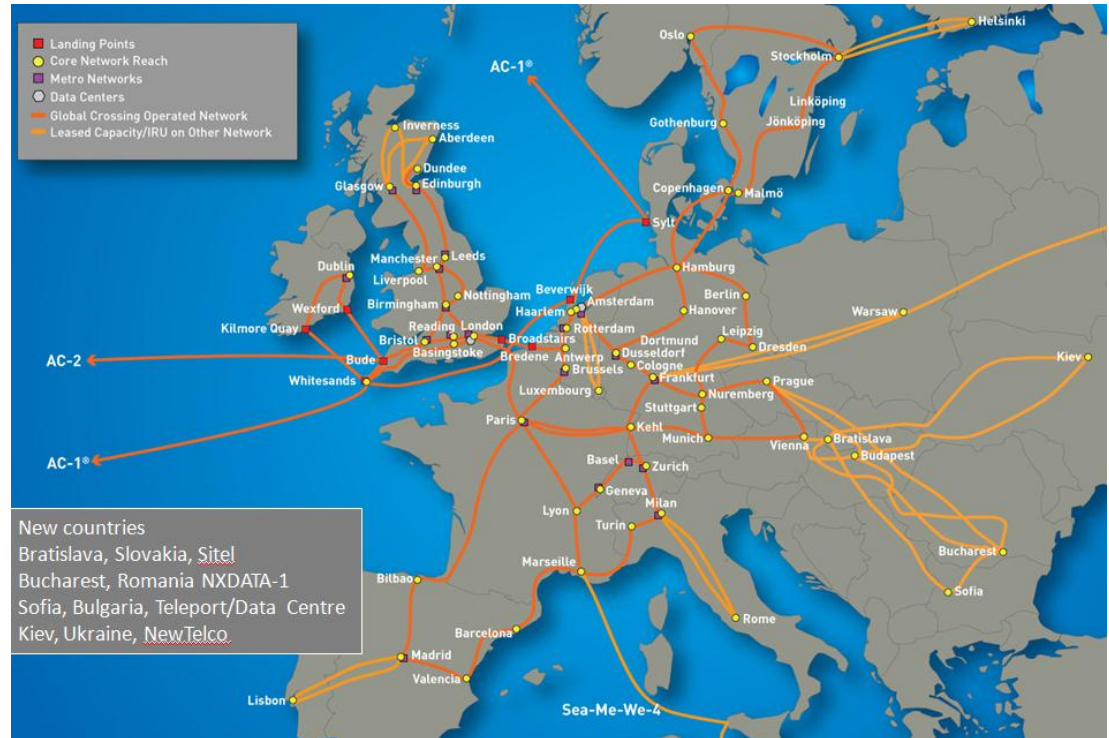 Landing Points
Core Network Reach
Metro Networks
Data Centers
Global Crossing Operated Network
Leased Capacity/IRU on Other Network
Oslo
Helsinki
Stockholm
AC-1®
Linköping
Jönköping
Gothenburg
Inverness
Aberdeen
Dundee
Glasgow
Edinburgh
Copenhagen
Malmö
Sylt
Dublin
Manchester
Leeds
Liverpool
Hamburg
Beverwijk
Amsterdam
Berlin
Wexford
Birmingham
Nottingham
Haarlem
Hanover
Warsaw
Kilmore Quay
Reading
London
Rotterdam
Bristol
Broadstairs
Dortmund
Leipzig
Basingstoke
Bredene
Antwerp
Dusseldorf
Dresden
AC-2
Bude
Brussels
Cologne
Kiev
Whitesands
Luxembourg
Frankfurt
Prague
Nuremberg
Stuttgart
Paris
Kehl
Munich
Vienna
Bratislava
Budapest
AC-1®
Basel
Zurich
Geneva
Milan
Lyon
Turin
Bucharest
Marseille
Bilbao
Sofia
Rome
Barcelona
Madrid
Valencia
Lisbon
Sea-Me-We-4
New countries
Bratislava, Slovakia, Sitel
Bucharest, Romania NXDATA-1
Sofia, Bulgaria, Teleport/Data Centre
Kiev, Ukraine, NewTelco